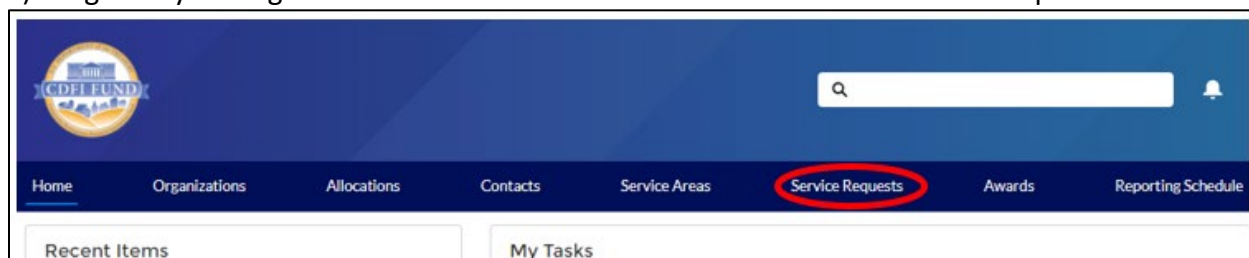 CDFI FUND
Home Organizations Allocations Contacts Service Areas Service Requests Awards Reporting Schedule
Recent Items My Tasks